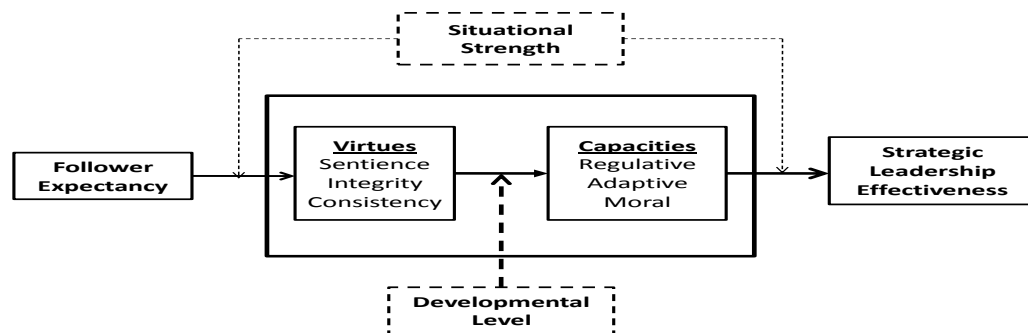 Situational
Strength
Follower
Expectancy
Virtues
Sentience
Integrity
Consistency
Capacities
Regulative
Adaptive
Moral
Strategic
Leadership
Effectiveness
Developmental
Level